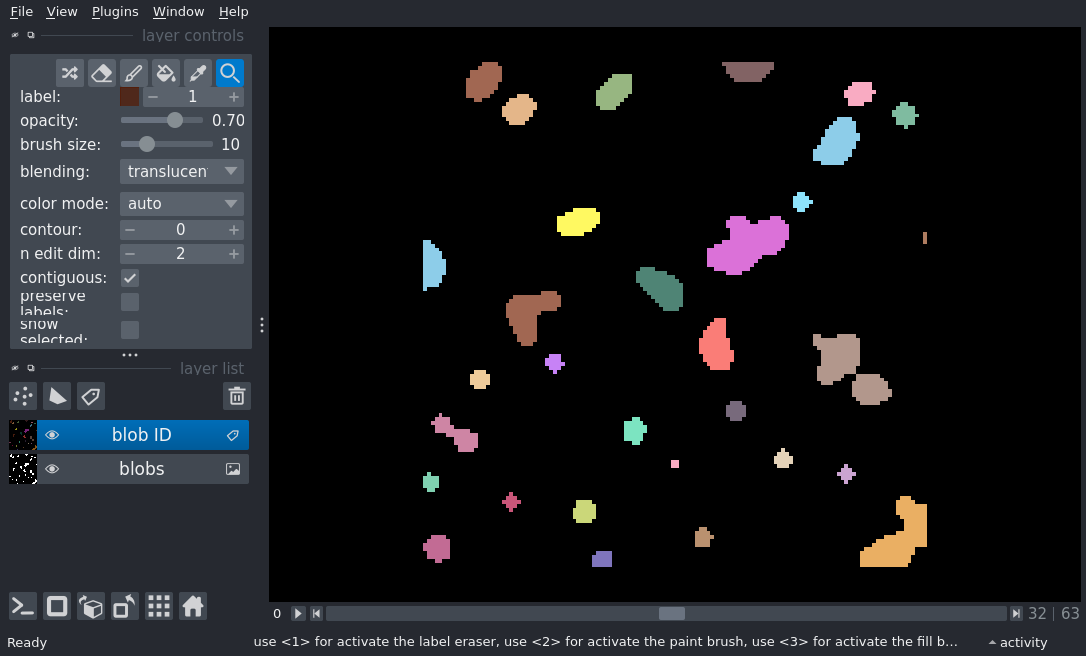 File View Plugins Window Help
layer controls
label: 1
opacity: 0.70
brush size: 10
blending: translucen
color mode: auto
contour: 0
n edit dim: 2
contiguous:
preserve
labels:
show
selected:
layer list
blob ID
blobs
0 32 | 63
Ready use <1> for activate the label eraser, use <2> for activate the paint brush, use <3> for activate the fill b... activity